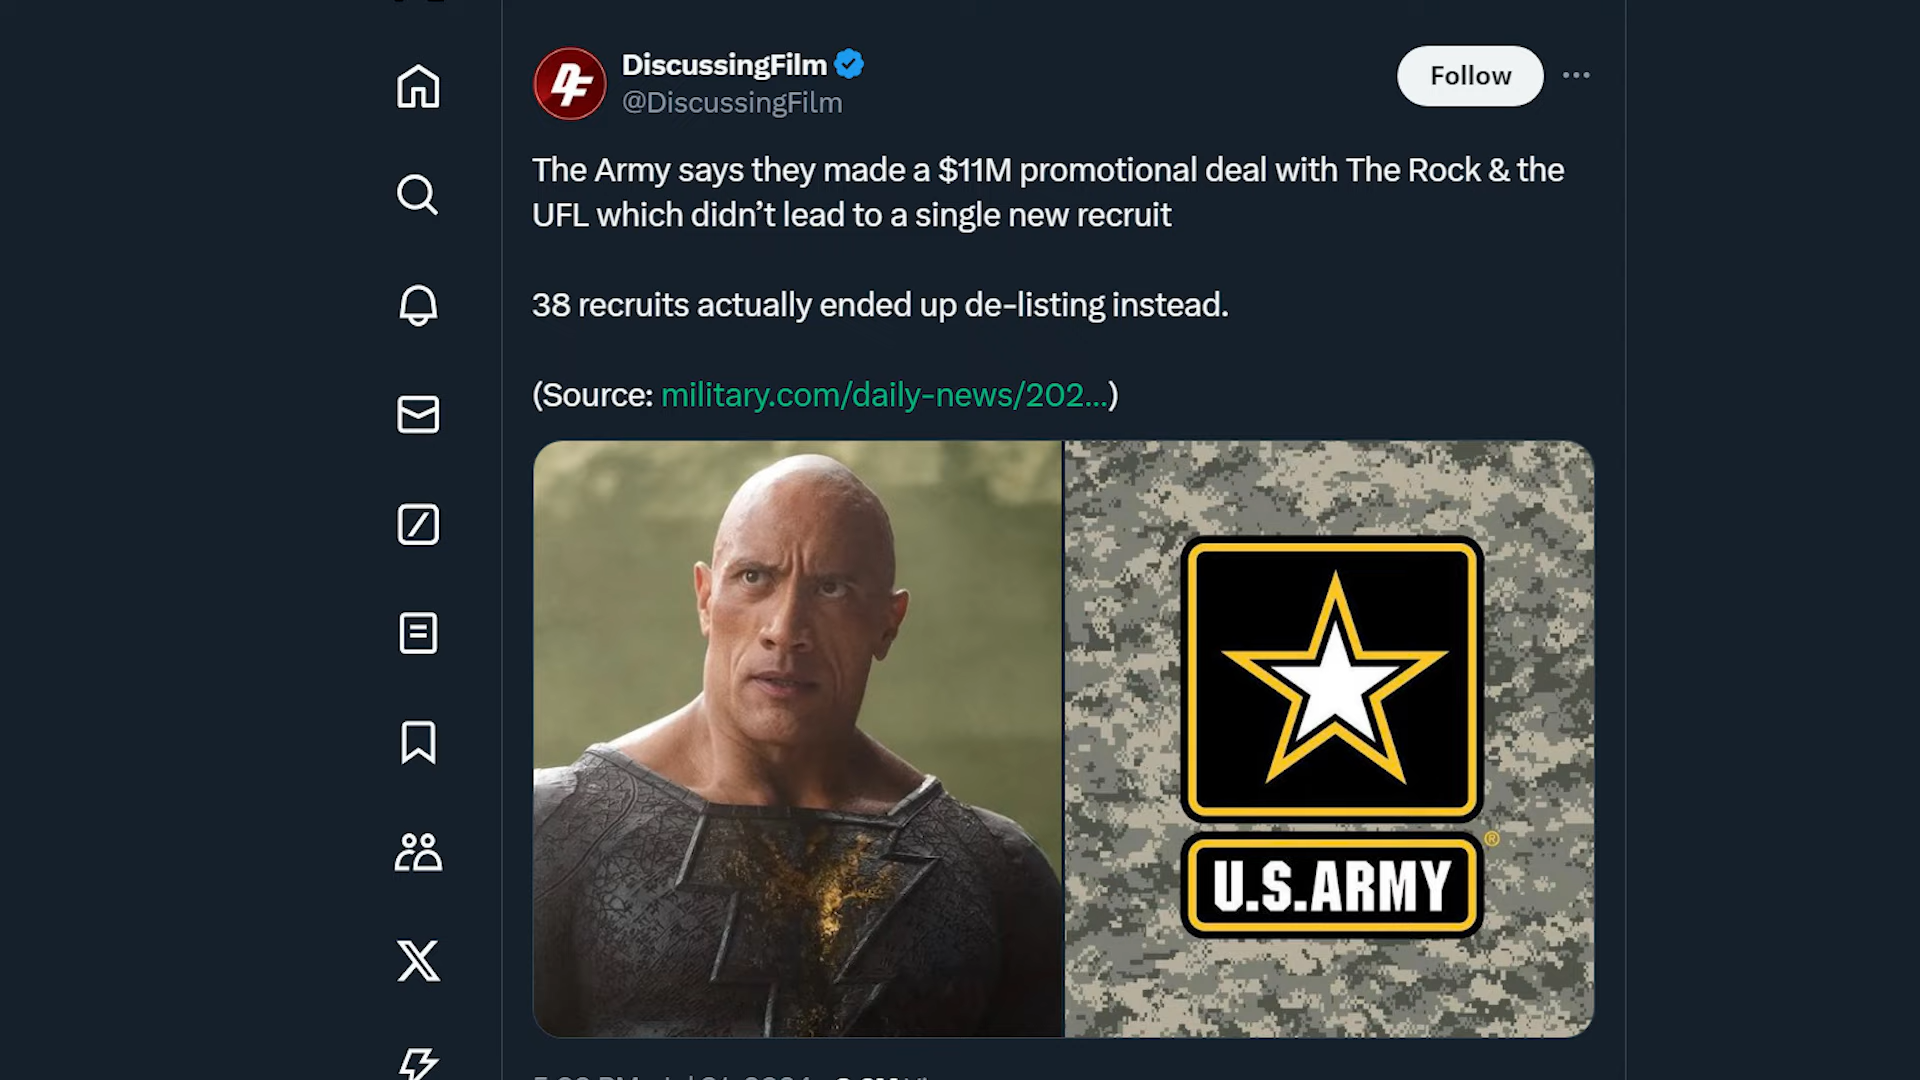 DiscussingFilm
@DiscussingFilm
Follow
The Army says they made a $11M promotional deal with The Rock & the
UFL which didn’t lead to a single new recruit
38 recruits actually ended up de-listing instead.
(Source: military.com/daily-news/202...)
U.S.ARMY
®